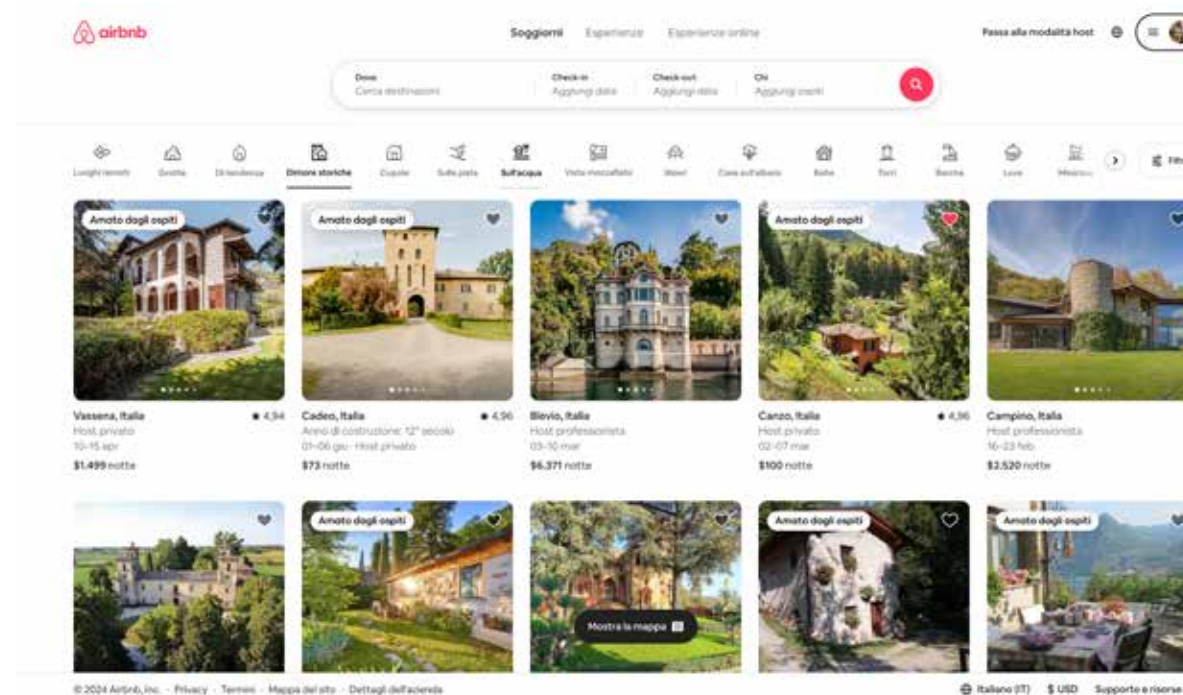 airbnb
Soggiorni Esperienze Esperienze online
Passa alla modalità host
Dove Check-in Check-out Chi
Cerca destinazioni Aggiungi date Aggiungi date Aggiungi ospiti
Luoghi remoti Grotte Di tendenza Dimore storiche Cupole Sulle piste Sull'acqua Vista mozzafiato Wow! Case sull'albero Baite Torri Barche Luxe
Amato dagli ospiti Amato dagli ospiti Amato dagli ospiti
Vassena, Italia ★ 4,94
Host privato
10–15 apr
$1.499 notte
Cadeo, Italia ★ 4,96
Anno di costruzione: 12° secolo
01–06 giu · Host privato
$73 notte
Blevio, Italia
Host professionista
03–10 mar
$6.371 notte
Canzo, Italia ★ 4,96
Host privato
02–07 mar
$100 notte
Campino, Italia
Host professionista
16–23 feb
$2.520 notte
Amato dagli ospiti Amato dagli ospiti Amato dagli ospiti Amato dagli ospiti
Mostra la mappa
© 2024 Airbnb, Inc. · Privacy · Termini · Mappa del sito · Dettagli dell'azienda
Italiano (IT) $ USD Supporto e risorse